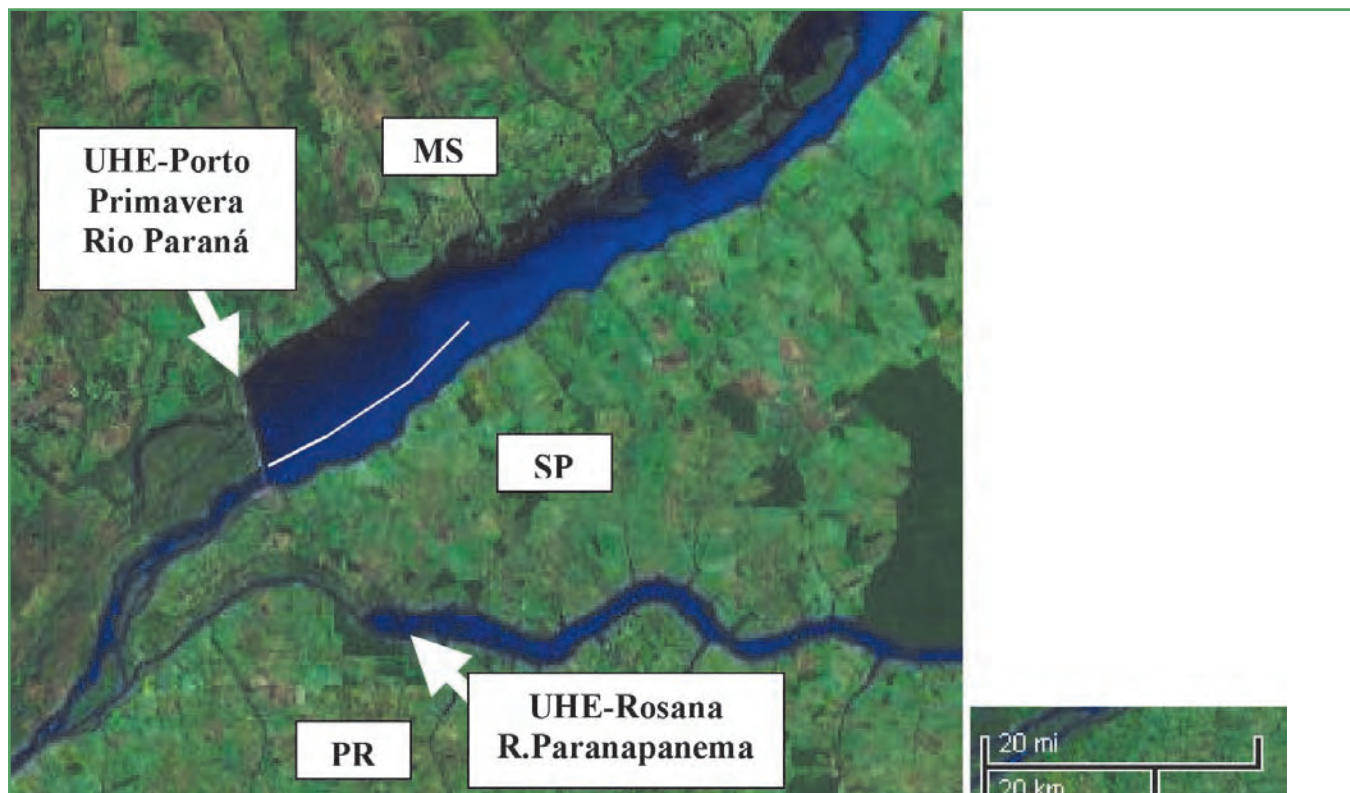 MS
UHE-Porto
Primavera
Rio Paraná
SP
UHE-Rosana
R.Paranapanema
PR
20 mi
20 km